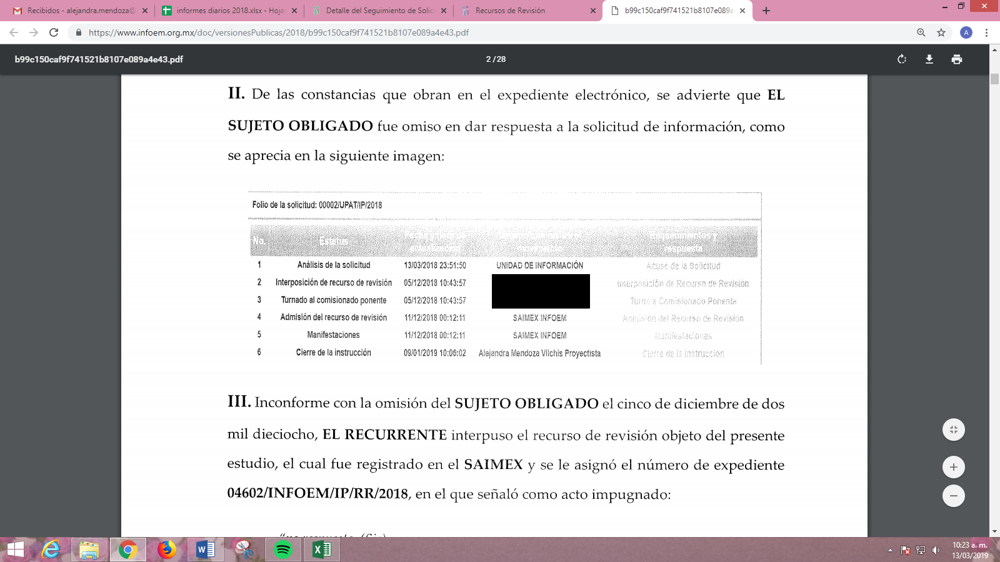 Recibidos - alejandra.mendoza@
informes diarios 2018.xlsx - Hoja
Detalle del Seguimiento de Solic
Recursos de Revisión
b99c150caf9f741521b8107e089a
https://www.infoem.org.mx/doc/versionesPublicas/2018/b99c150caf9f741521b8107e089a4e43.pdf
A
b99c150caf9f741521b8107e089a4e43.pdf
2 / 28
II. De las constancias que obran en el expediente electrónico, se advierte que EL
SUJETO OBLIGADO fue omiso en dar respuesta a la solicitud de información, como
se aprecia en la siguiente imagen:
Folio de la solicitud: 00002/UPAT/IP/2018
No. Estatus actualización movimiento Requerimientos y respuesta
1 Análisis de la solicitud 13/03/2018 23:51:50 UNIDAD DE INFORMACIÓN Acuse de la Solicitud
2 Interposición de recurso de revisión 05/12/2018 10:43:57 Interposición de Recurso de Revisión
3 Turnado al comisionado ponente 05/12/2018 10:43:57 Turno a Comisionado Ponente
4 Admisión del recurso de revisión 11/12/2018 00:12:11 SAIMEX INFOEM Admisión del Recurso de Revisión
5 Manifestaciones 11/12/2018 00:12:11 SAIMEX INFOEM Manifestaciones
6 Cierre de la instrucción 09/01/2019 10:06:02 Alejandra Mendoza Vilchis Proyectista Cierre de la Instrucción
III. Inconforme con la omisión del SUJETO OBLIGADO el cinco de diciembre de dos
mil dieciocho, EL RECURRENTE interpuso el recurso de revisión objeto del presente
estudio, el cual fue registrado en el SAIMEX y se le asignó el número de expediente
04602/INFOEM/IP/RR/2018, en el que señaló como acto impugnado:
"no respuesta (Sic)
10:23 a. m.
13/03/2019